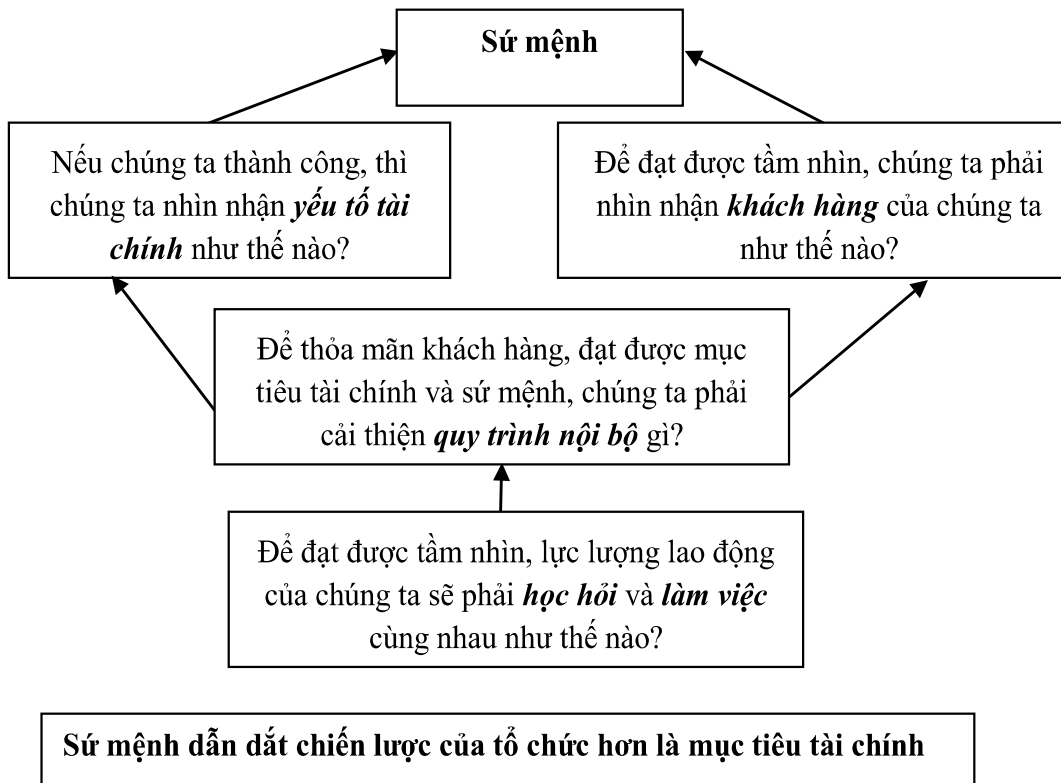 Sứ mệnh
Nếu chúng ta thành công, thì
chúng ta nhìn nhận yếu tố tài
chính như thế nào?
Để đạt được tầm nhìn, chúng ta phải
nhìn nhận khách hàng của chúng ta
như thế nào?
Để thỏa mãn khách hàng, đạt được mục
tiêu tài chính và sứ mệnh, chúng ta phải
cải thiện quy trình nội bộ gì?
Để đạt được tầm nhìn, lực lượng lao động
của chúng ta sẽ phải học hỏi và làm việc
cùng nhau như thế nào?
Sứ mệnh dẫn dắt chiến lược của tổ chức hơn là mục tiêu tài chính